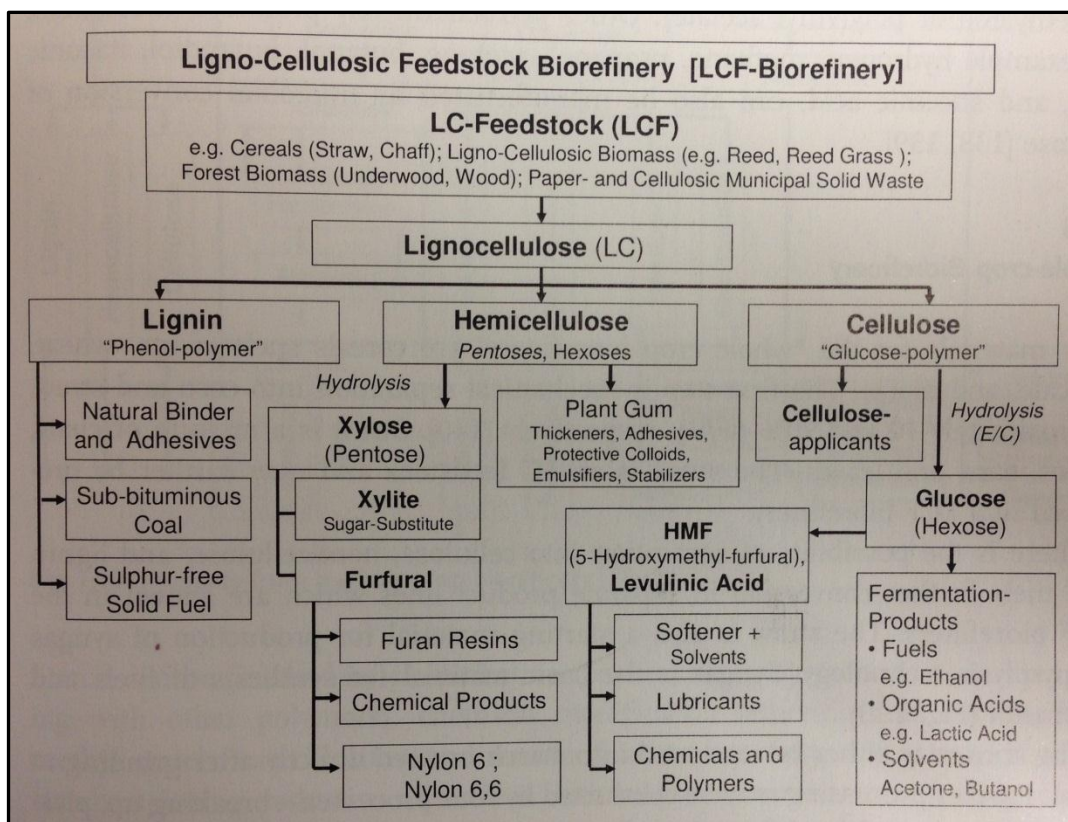 Ligno-Cellulosic Feedstock Biorefinery [LCF-Biorefinery]
LC-Feedstock (LCF)
e.g. Cereals (Straw, Chaff); Ligno-Cellulosic Biomass (e.g. Reed, Reed Grass );
Forest Biomass (Underwood, Wood); Paper- and Cellulosic Municipal Solid Waste
Lignocellulose (LC)
Lignin
"Phenol-polymer"
Natural Binder
and Adhesives
Sub-bituminous
Coal
Sulphur-free
Solid Fuel
Hemicellulose
Pentoses, Hexoses
Hydrolysis
Xylose
(Pentose)
Xylite
Sugar-Substitute
Furfural
Furan Resins
Chemical Products
Nylon 6 ;
Nylon 6,6
Plant Gum
Thickeners, Adhesives,
Protective Colloids,
Emulsifiers, Stabilizers
Cellulose
"Glucose-polymer"
Cellulose-
applicants
Hydrolysis
(E/C)
Glucose
(Hexose)
HMF
(5-Hydroxymethyl-furfural),
Levulinic Acid
Softener +
Solvents
Lubricants
Chemicals and
Polymers
Fermentation-
Products
• Fuels
e.g. Ethanol
• Organic Acids
e.g. Lactic Acid
• Solvents
Acetone, Butanol